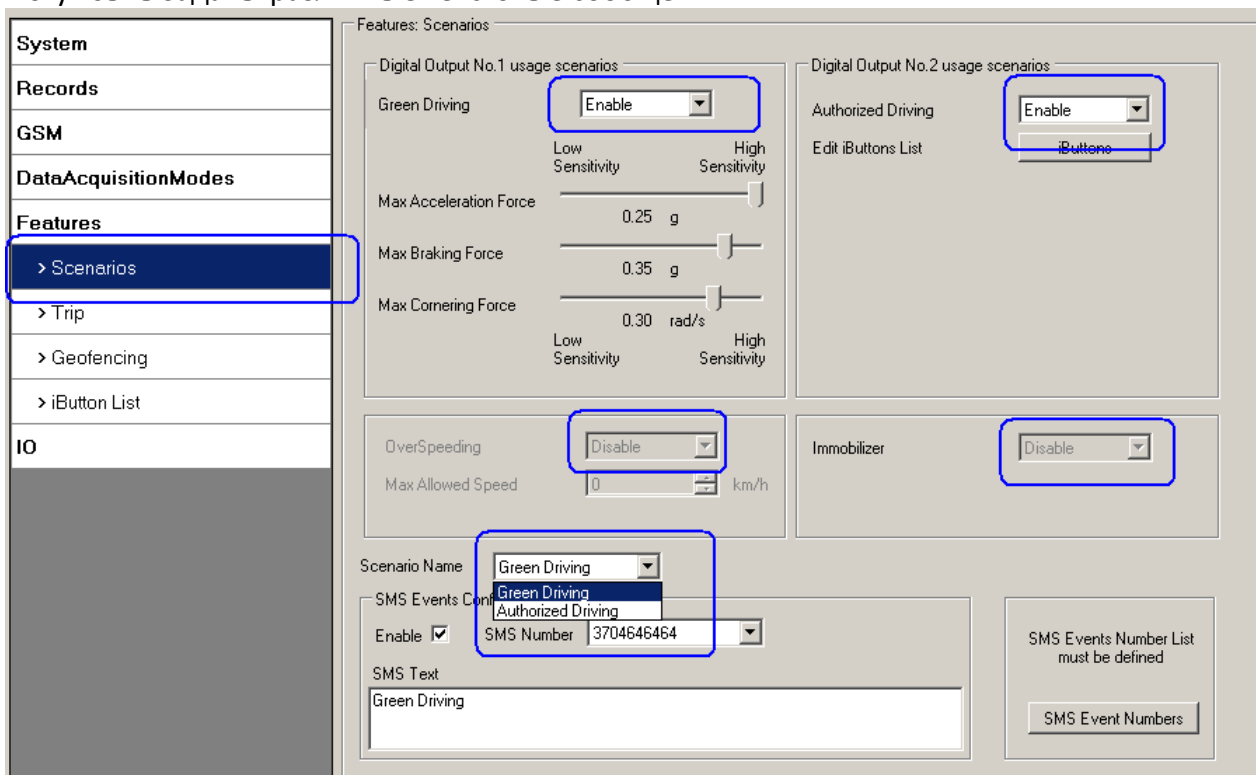 System
Records
GSM
DataAcquisitionModes
Features
> Scenarios
> Trip
> Geofencing
> iButton List
IO
Features: Scenarios
Digital Output No.1 usage scenarios
Green Driving Enable
Low Sensitivity High Sensitivity
Max Acceleration Force
0.25 g
Max Braking Force
0.35 g
Max Cornering Force
0.30 rad/s
Low Sensitivity High Sensitivity
Digital Output No.2 usage scenarios
Authorized Driving Enable
Edit iButtons List iButtons
OverSpeeding Disable
Max Allowed Speed 0 km/h
Immobilizer Disable
Scenario Name Green Driving
Green Driving
Authorized Driving
SMS Events Conf
Enable SMS Number 3704646464
SMS Text
Green Driving
SMS Events Number List
must be defined
SMS Event Numbers